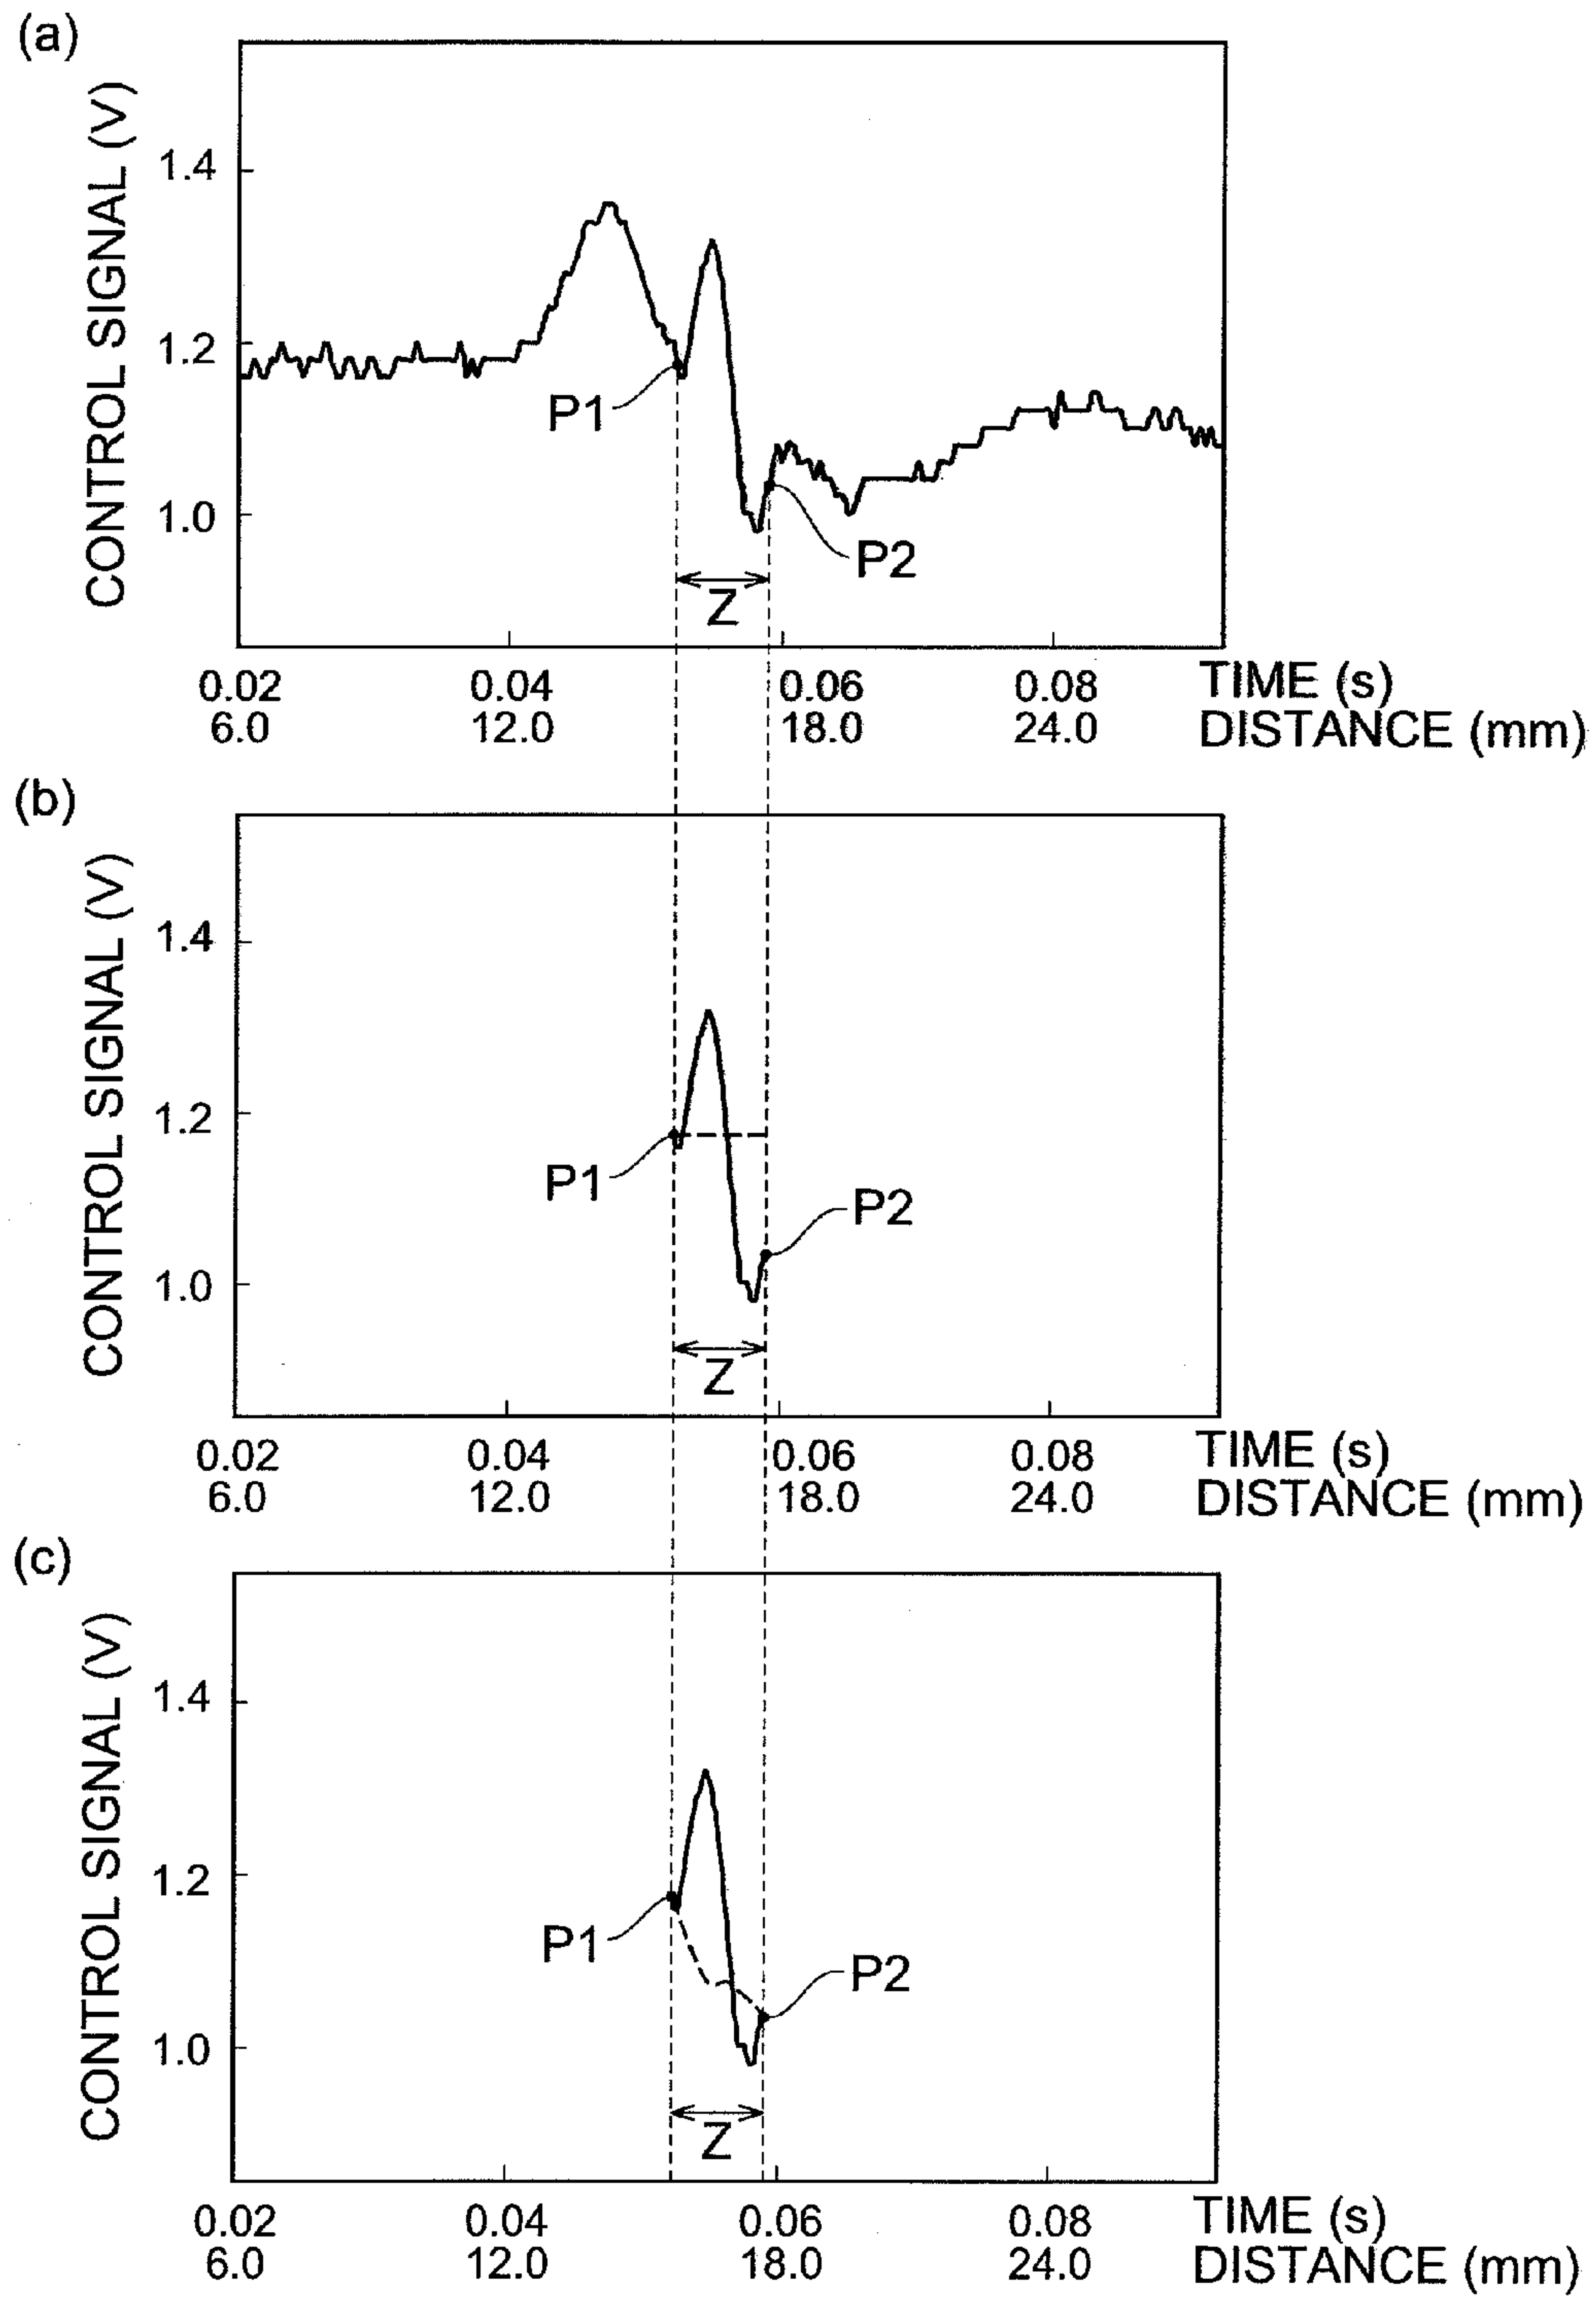 (a)
CONTROL SIGNAL (V)
1.4
1.2
1.0
P1
P2
Z
0.02 0.04 0.06 0.08 TIME (s)
6.0 12.0 18.0 24.0 DISTANCE (mm)
(b)
CONTROL SIGNAL (V)
1.4
1.2
1.0
P1
P2
Z
0.02 0.04 0.06 0.08 TIME (s)
6.0 12.0 18.0 24.0 DISTANCE (mm)
(c)
CONTROL SIGNAL (V)
1.4
1.2
1.0
P1
P2
Z
0.02 0.04 0.06 0.08 TIME (s)
6.0 12.0 18.0 24.0 DISTANCE (mm)